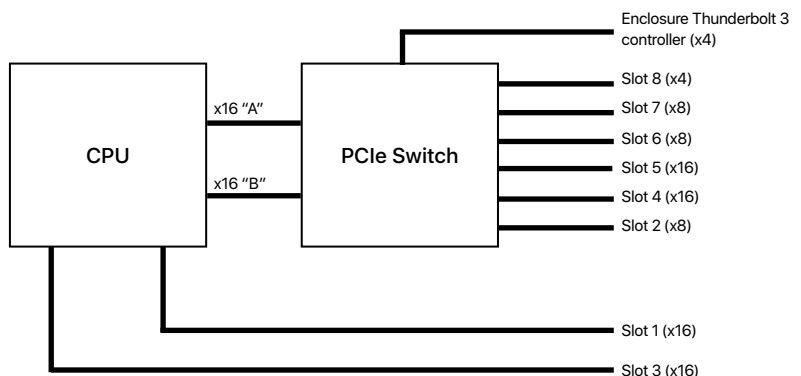 Enclosure Thunderbolt 3
controller (x4)
Slot 8 (x4)
x16 “A”
Slot 7 (x8)
CPU
PCIe Switch
Slot 6 (x8)
Slot 5 (x16)
x16 “B”
Slot 4 (x16)
Slot 2 (x8)
Slot 1 (x16)
Slot 3 (x16)